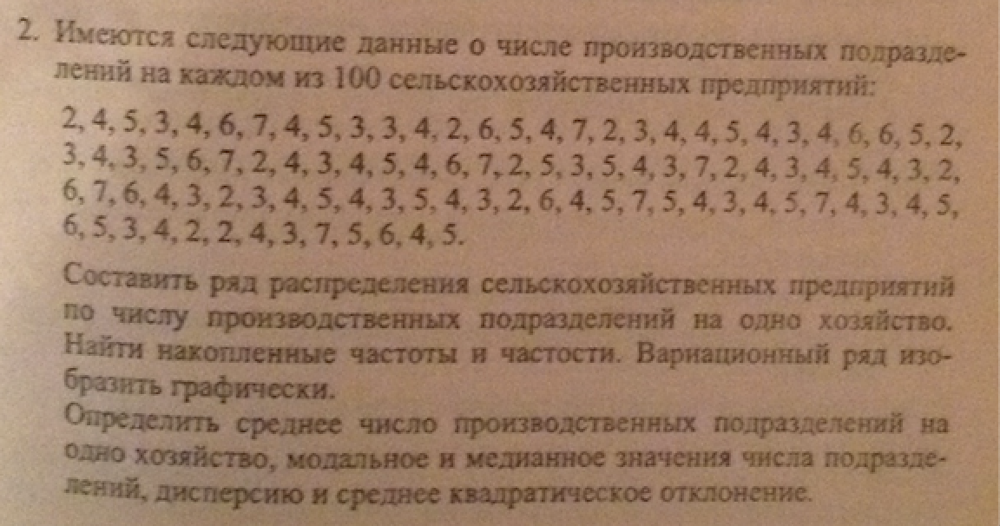 2. Имеются следующие данные о числе производственных подразде-
лений на каждом из 100 сельскохозяйственных предприятий:
2, 4, 5, 3, 4, 6, 7, 4, 5, 3, 3, 4, 2, 6, 5, 4, 7, 2, 3, 4, 4, 5, 4, 3, 4, 6, 6, 5, 2,
3, 4, 3, 5, 6, 7, 2, 4, 3, 4, 5, 4, 6, 7, 2, 5, 3, 5, 4, 3, 7, 2, 4, 3, 4, 5, 4, 3, 2,
6, 7, 6, 4, 3, 2, 3, 4, 5, 4, 3, 5, 4, 3, 2, 6, 4, 5, 7, 5, 4, 3, 4, 5, 7, 4, 3, 4, 5,
6, 5, 3, 4, 2, 2, 4, 3, 7, 5, 6, 4, 5.
Составить ряд распределения сельскохозяйственных предприятий
по числу производственных подразделений на одно хозяйство.
Найти накопленные частоты и частости. Вариационный ряд изо-
бразить графически.
Определить среднее число производственных подразделений на
одно хозяйство, модальное и медианное значения числа подразде-
лений, дисперсию и среднее квадратическое отклонение.